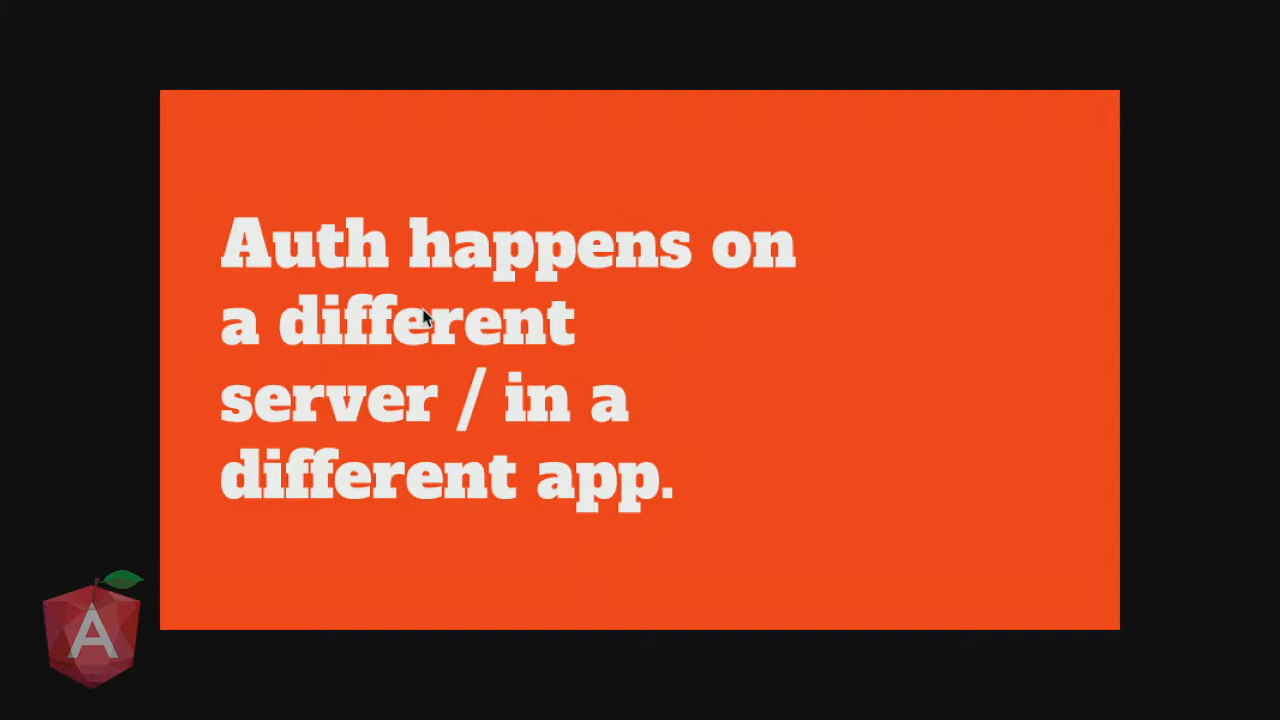 Auth happens on
a different
server / in a
different app.
A